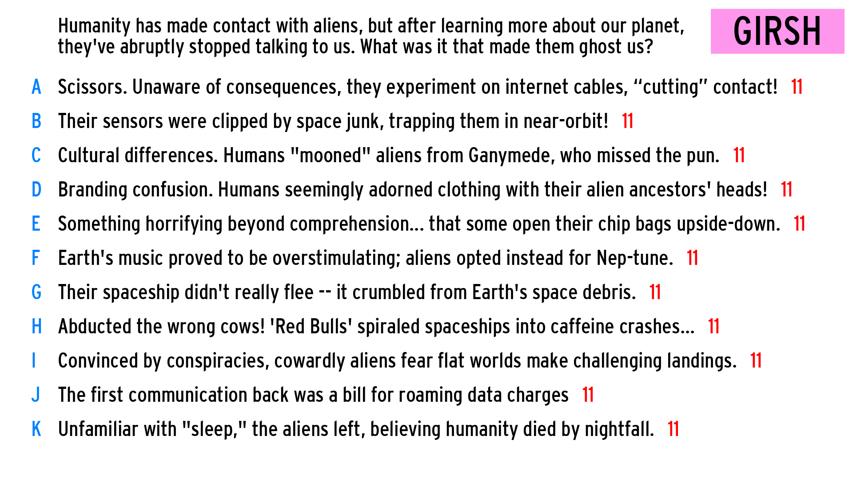 Humanity has made contact with aliens, but after learning more about our planet,
they've abruptly stopped talking to us. What was it that made them ghost us?
GIRSH
A Scissors. Unaware of consequences, they experiment on internet cables, “cutting” contact! 11
B Their sensors were clipped by space junk, trapping them in near-orbit! 11
C Cultural differences. Humans "mooned" aliens from Ganymede, who missed the pun. 11
D Branding confusion. Humans seemingly adorned clothing with their alien ancestors' heads! 11
E Something horrifying beyond comprehension... that some open their chip bags upside-down. 11
F Earth's music proved to be overstimulating; aliens opted instead for Nep-tune. 11
G Their spaceship didn't really flee -- it crumbled from Earth's space debris. 11
H Abducted the wrong cows! 'Red Bulls' spiraled spaceships into caffeine crashes... 11
I Convinced by conspiracies, cowardly aliens fear flat worlds make challenging landings. 11
J The first communication back was a bill for roaming data charges 11
K Unfamiliar with "sleep," the aliens left, believing humanity died by nightfall. 11